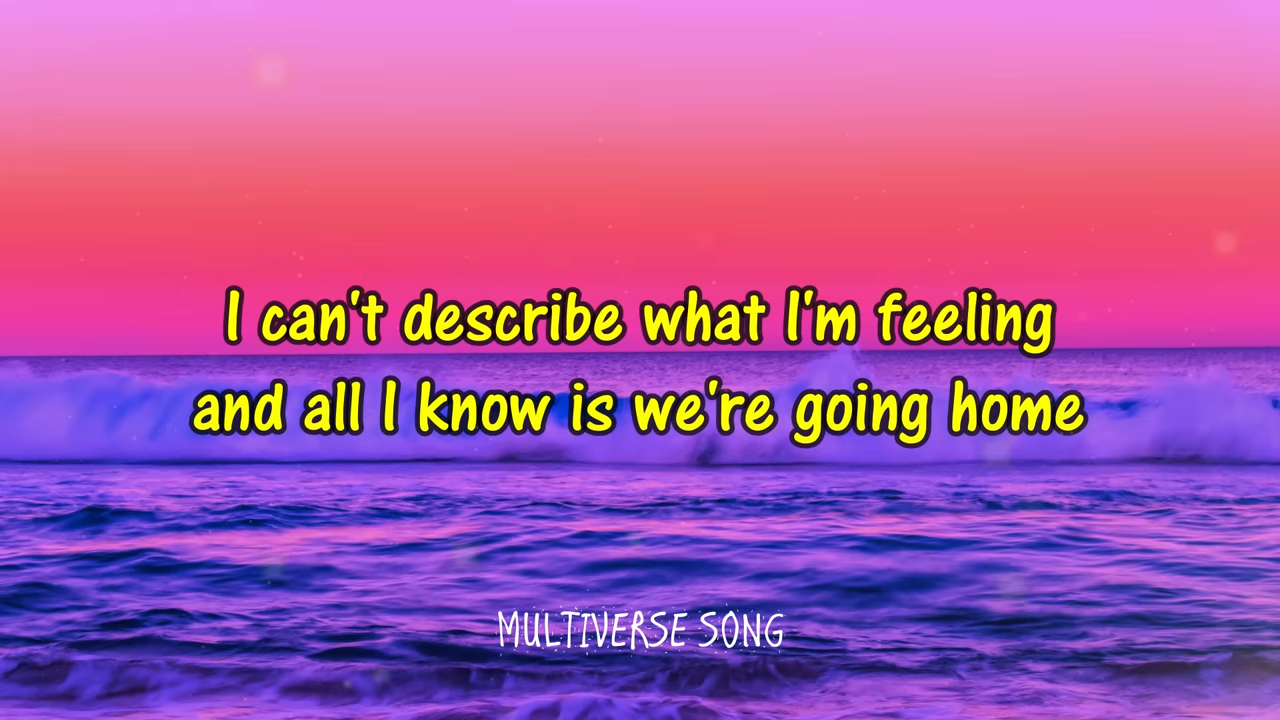 I can't describe what I'm feeling
and all I know is we're going home
MULTIVERSE SONG